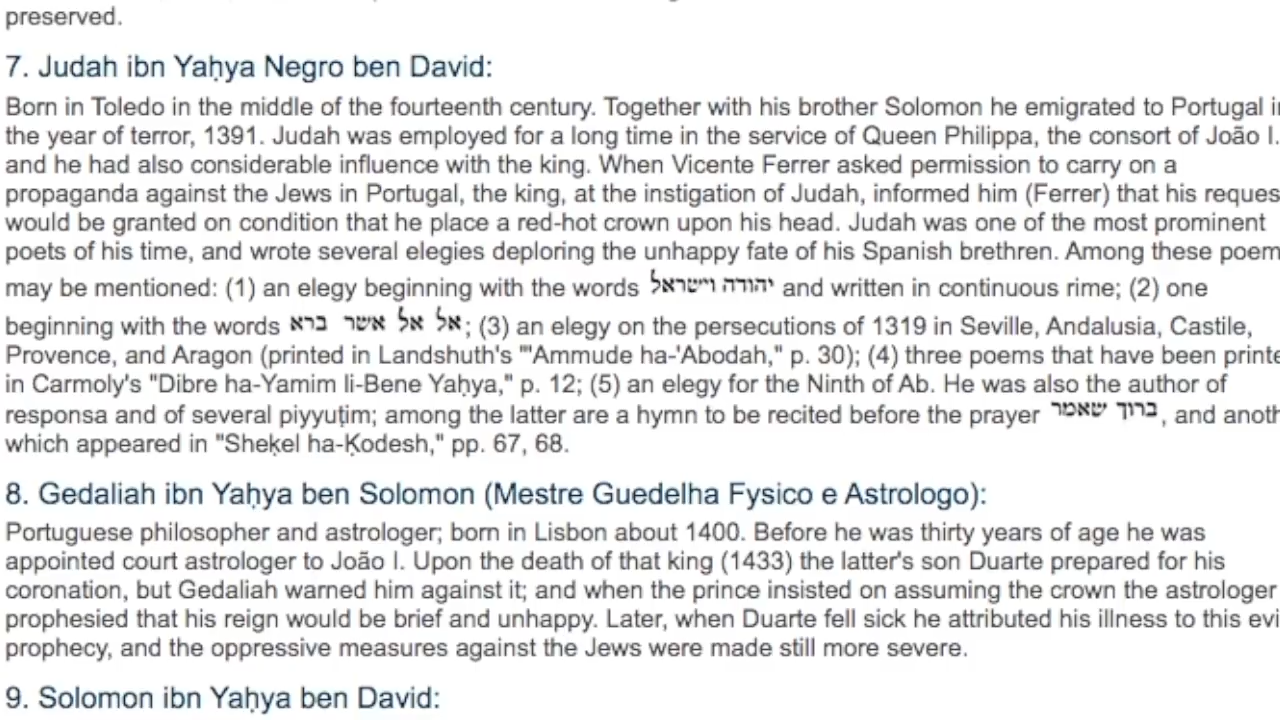 preserved.
7. Judah ibn Yaḥya Negro ben David:
Born in Toledo in the middle of the fourteenth century. Together with his brother Solomon he emigrated to Portugal
the year of terror, 1391. Judah was employed for a long time in the service of Queen Philippa, the consort of João I.
and he had also considerable influence with the king. When Vicente Ferrer asked permission to carry on a
propaganda against the Jews in Portugal, the king, at the instigation of Judah, informed him (Ferrer) that his reques
would be granted on condition that he place a red-hot crown upon his head. Judah was one of the most prominent
poets of his time, and wrote several elegies deploring the unhappy fate of his Spanish brethren. Among these poem
may be mentioned: (1) an elegy beginning with the words יהודה וישראל and written in continuous rime; (2) one
beginning with the words אל אל אשר ברא; (3) an elegy on the persecutions of 1319 in Seville, Andalusia, Castile,
Provence, and Aragon (printed in Landshuth's "'Ammude ha-'Abodah," p. 30); (4) three poems that have been printe
in Carmoly's "Dibre ha-Yamim li-Bene Yaḥya," p. 12; (5) an elegy for the Ninth of Ab. He was also the author of
responsa and of several piyyuṭim; among the latter are a hymn to be recited before the prayer ברוך שאמר, and anoth
which appeared in "Sheḳel ha-Ḳodesh," pp. 67, 68.
8. Gedaliah ibn Yaḥya ben Solomon (Mestre Guedelha Fysico e Astrologo):
Portuguese philosopher and astrologer; born in Lisbon about 1400. Before he was thirty years of age he was
appointed court astrologer to João I. Upon the death of that king (1433) the latter's son Duarte prepared for his
coronation, but Gedaliah warned him against it; and when the prince insisted on assuming the crown the astrologer
prophesied that his reign would be brief and unhappy. Later, when Duarte fell sick he attributed his illness to this evi
prophecy, and the oppressive measures against the Jews were made still more severe.
9. Solomon ibn Yaḥya ben David: